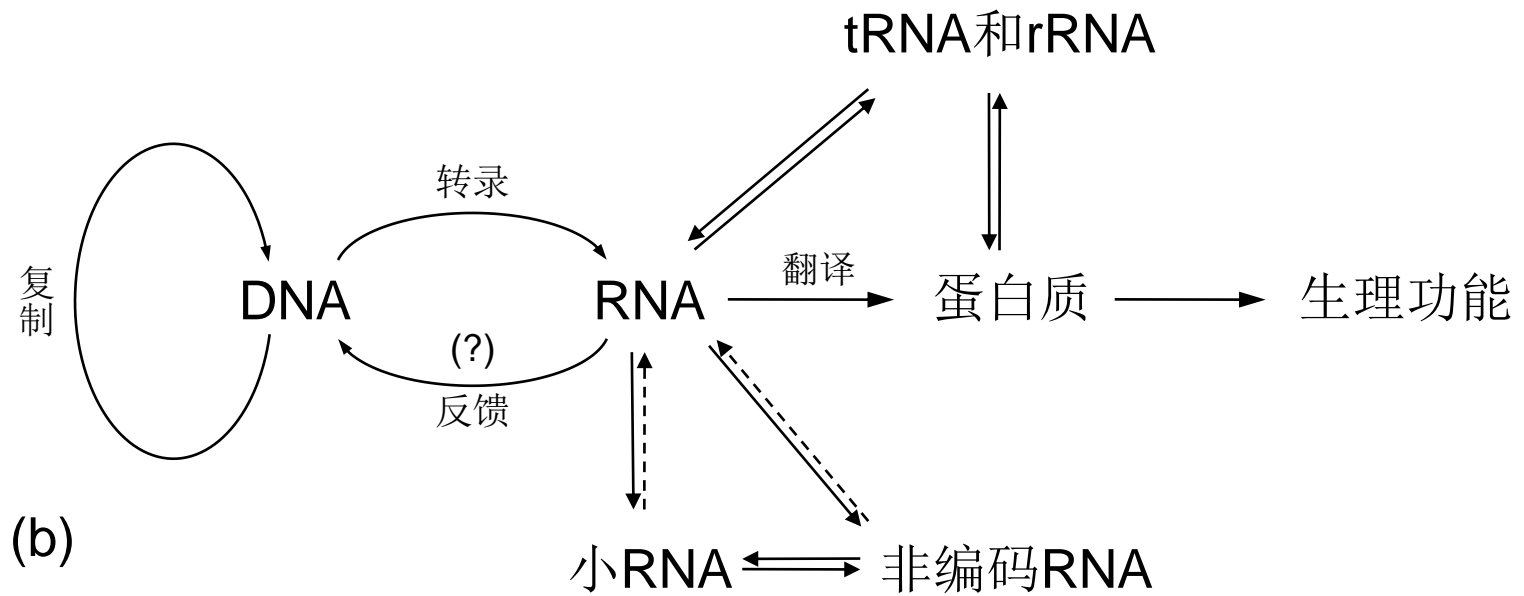 tRNA和rRNA
转录
复
制
DNA
RNA
翻译
蛋白质
生理功能
(?)
反馈
(b)
小RNA
非编码RNA